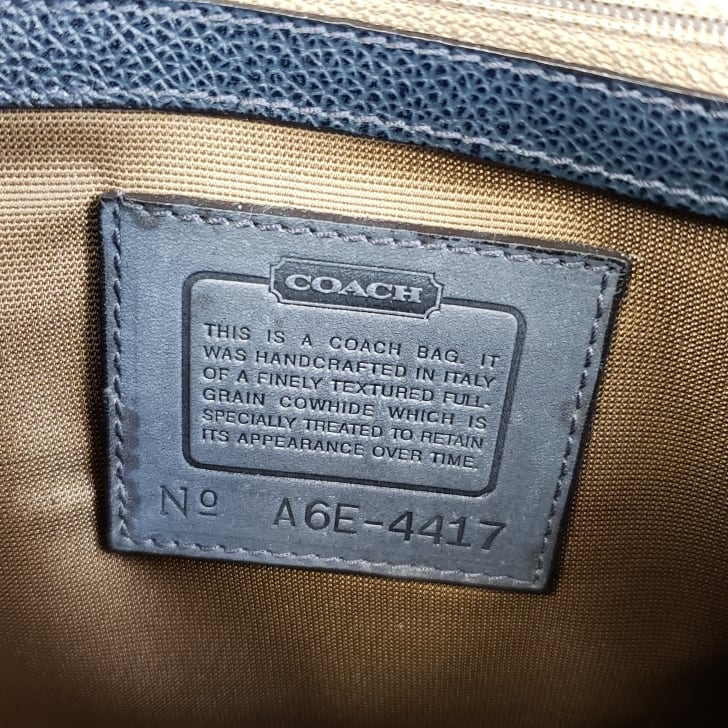 COACH
THIS IS A COACH BAG. IT
WAS HANDCRAFTED IN ITALY
OF A FINELY TEXTURED FULL-
GRAIN COWHIDE WHICH IS
SPECIALLY TREATED TO RETAIN
ITS APPEARANCE OVER TIME.
Nº A6E-4417